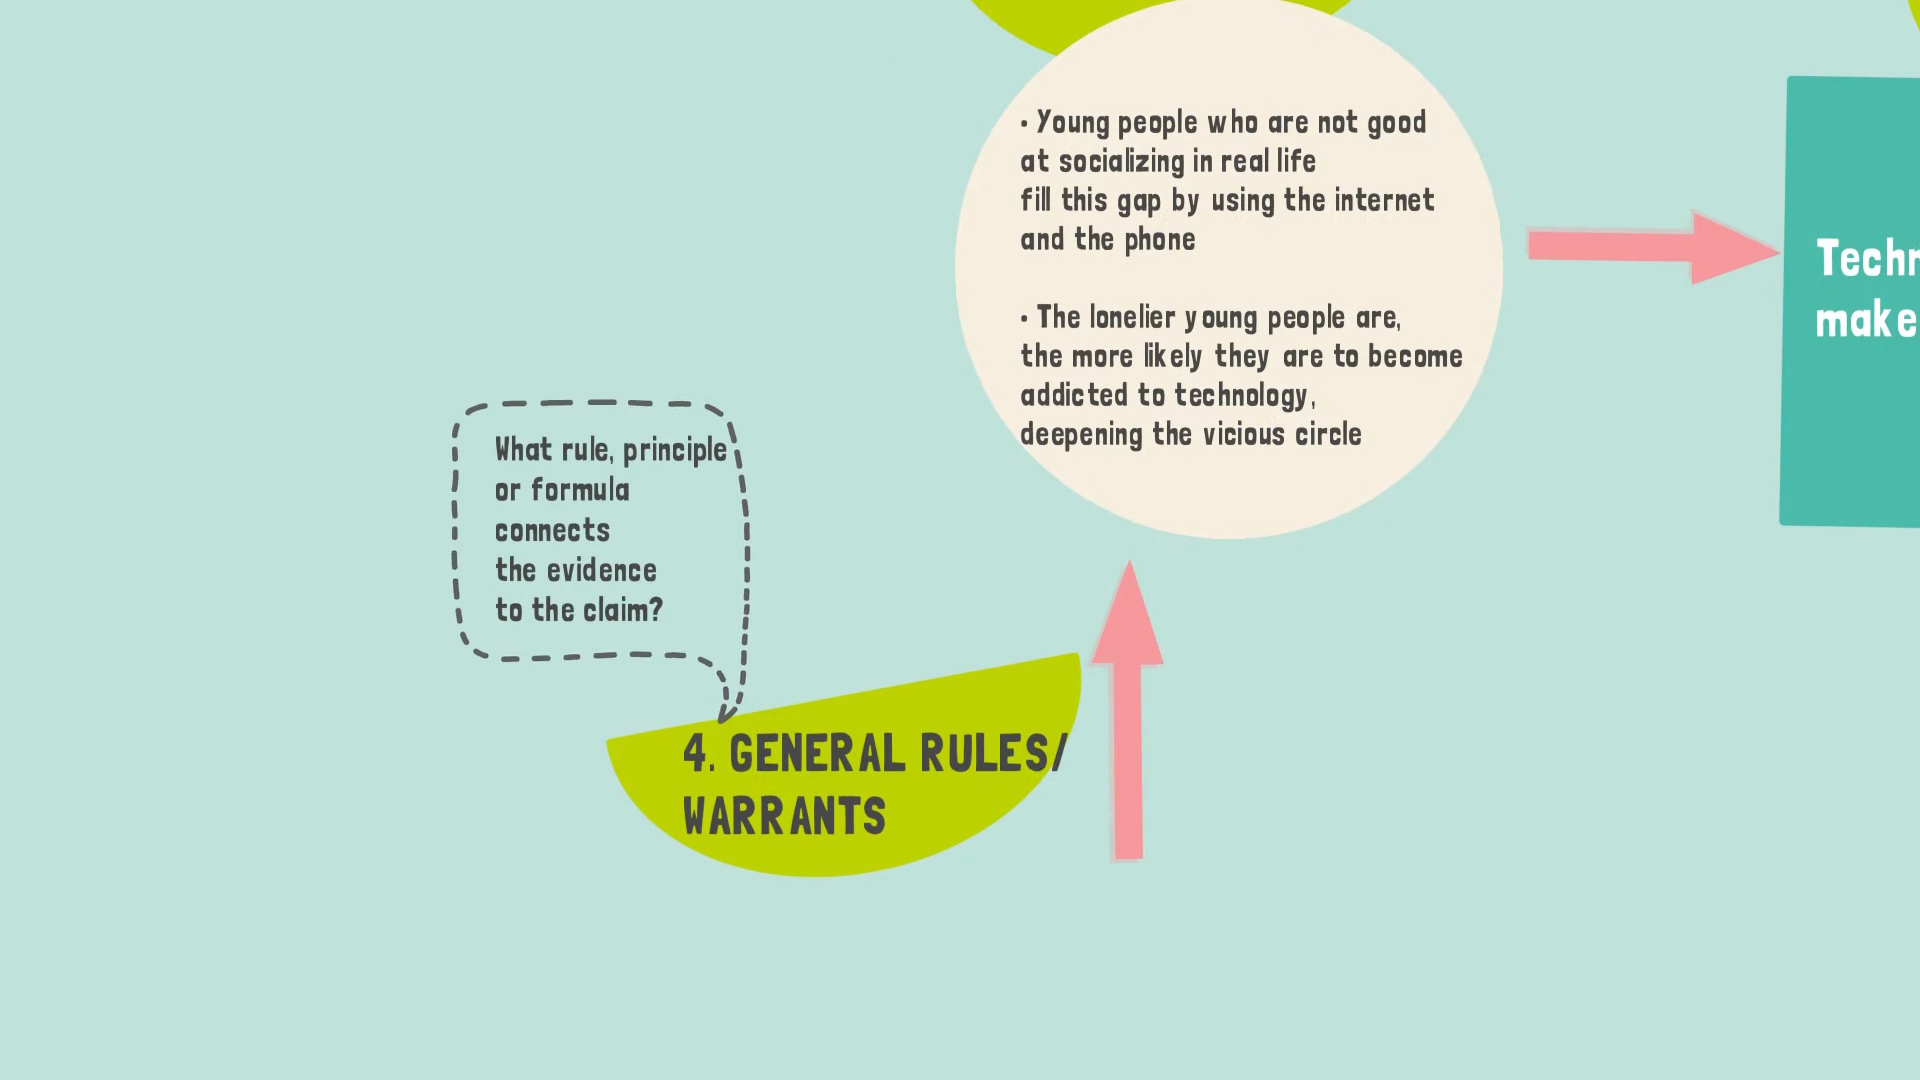 • Young people who are not good
at socializing in real life
fill this gap by using the internet
and the phone
• The lonelier young people are,
the more likely they are to become
addicted to technology,
deepening the vicious circle
make
What rule, principle
or formula
connects
the evidence
to the claim?
4. GENERAL RULES/
WARRANTS